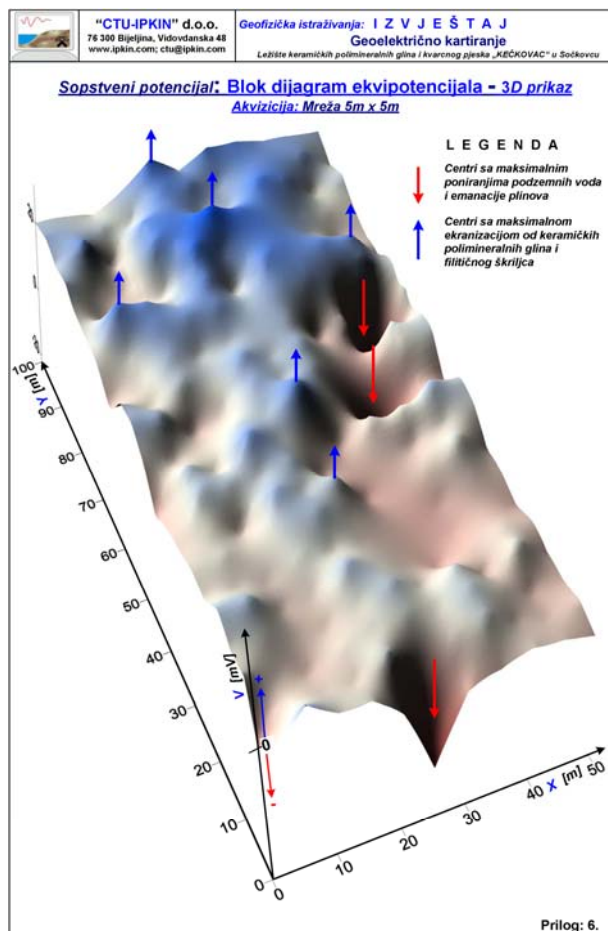 "CTU-IPKIN" d.o.o.
76 300 Bijeljina, Vidovdanska 48
www.ipkin.com; ctu@ipkin.com
Geofizička istraživanja: I Z V J E Š T A J
Geoelektrično kartiranje
Ležište keramičkih polimineralnih glina i kvarcnog pjeska „KEČKOVAC" u Sočkovcu
Sopstveni potencijal: Blok dijagram ekvipotencijala - 3D prikaz
Akvizicija: Mreža 5m x 5m
L E G E N D A
Centri sa maksimalnim
poniranjima podzemnih voda
i emanacije plinova
Centri sa maksimalnom
ekranizacijom od keramičkih
polimineralnih glina i
filitičnog škriljca
100
Y [m]
90
80
70
60
50
40
30
20
10
0
V [mV]
+
0
-
0
10
20
30
40
X [m]
50
Prilog: 6.